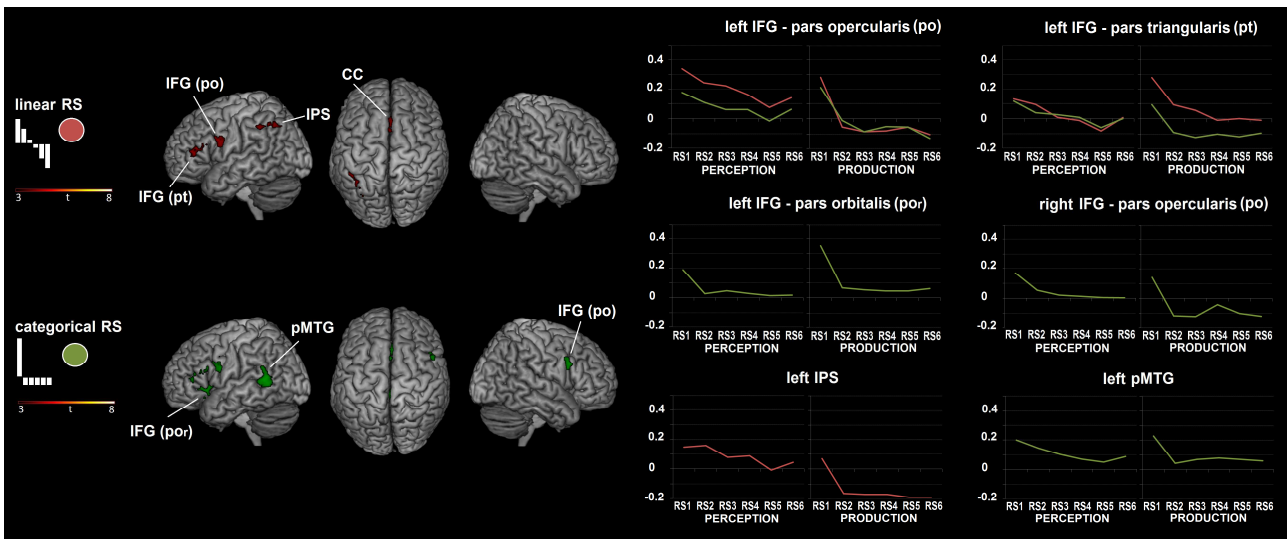 linear RS
3 t 8
IFG (po)
IFG (pt)
IPS
CC
categorical RS
3 t 8
IFG (por)
pMTG
IFG (po)
left IFG - pars opercularis (po)
0.4
0.2
0
-0.2
RS1 RS2 RS3 RS4 RS5 RS6 RS1 RS2 RS3 RS4 RS5 RS6
PERCEPTION PRODUCTION
left IFG - pars triangularis (pt)
0.4
0.2
0
-0.2
RS1 RS2 RS3 RS4 RS5 RS6 RS1 RS2 RS3 RS4 RS5 RS6
PERCEPTION PRODUCTION
left IFG - pars orbitalis (por)
0.4
0.2
0
-0.2
RS1 RS2 RS3 RS4 RS5 RS6 RS1 RS2 RS3 RS4 RS5 RS6
PERCEPTION PRODUCTION
right IFG - pars opercularis (po)
0.4
0.2
0
-0.2
RS1 RS2 RS3 RS4 RS5 RS6 RS1 RS2 RS3 RS4 RS5 RS6
PERCEPTION PRODUCTION
left IPS
0.4
0.2
0
-0.2
RS1 RS2 RS3 RS4 RS5 RS6 RS1 RS2 RS3 RS4 RS5 RS6
PERCEPTION PRODUCTION
left pMTG
0.4
0.2
0
-0.2
RS1 RS2 RS3 RS4 RS5 RS6 RS1 RS2 RS3 RS4 RS5 RS6
PERCEPTION PRODUCTION